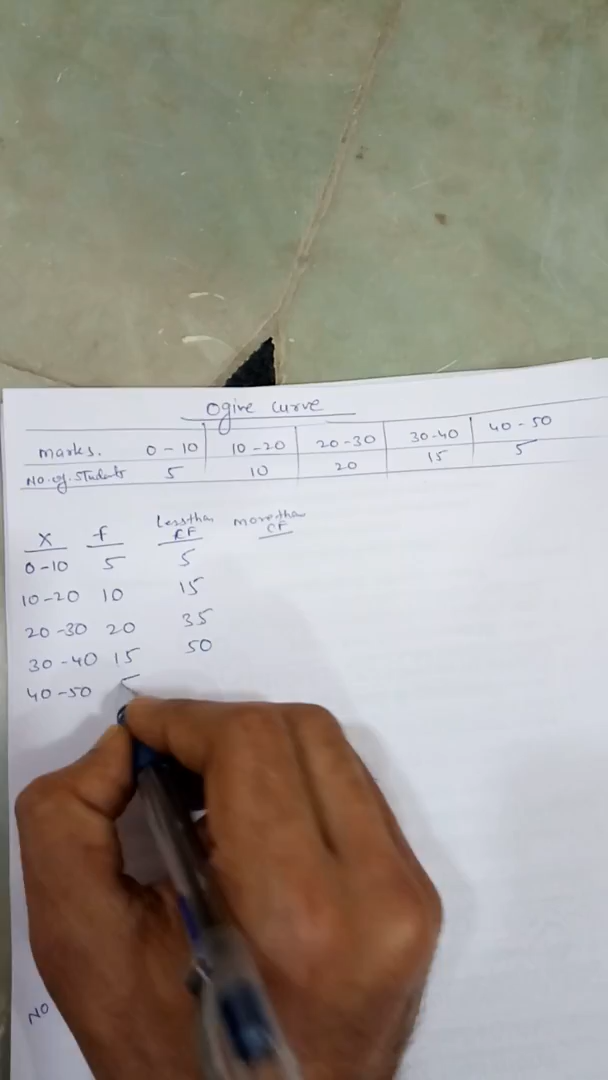 Ogive Curve
marks. 0-10 10-20 20-30 30-40 40-50
No. of. Students 5 10 20 15 5
X f Less than CF more than CF
0-10 5 5
10-20 10 15
20-30 20 35
30-40 15 50
40-50 5
NO